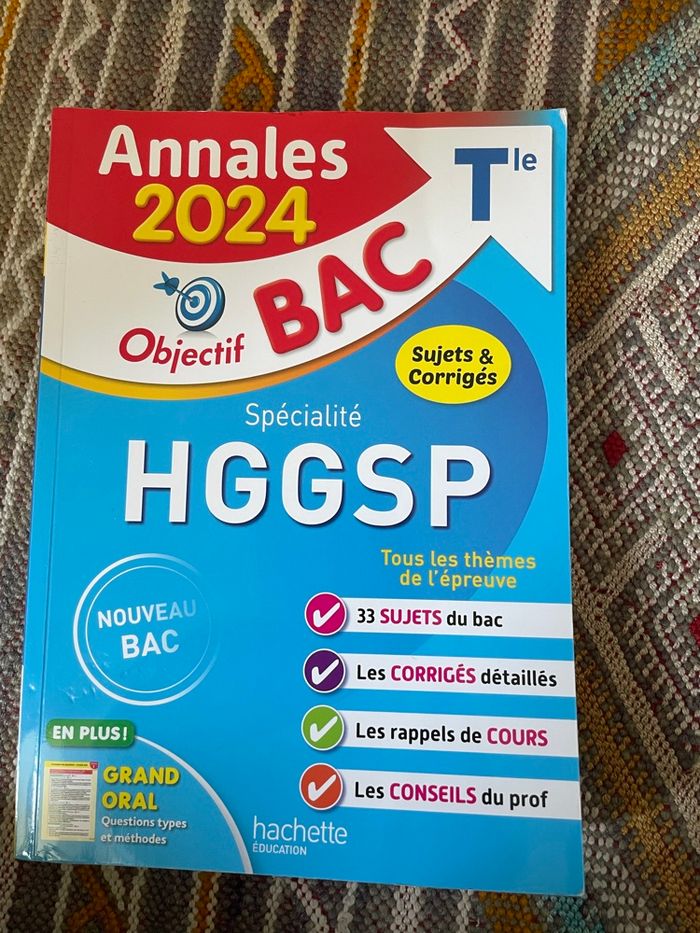 Annales
2024
Tle
Objectif
BAC
Sujets &
Corrigés
Spécialité
HGGSP
Tous les thèmes
de l'épreuve
NOUVEAU
BAC
33 SUJETS du bac
Les CORRIGÉS détaillés
Les rappels de COURS
Les CONSEILS du prof
EN PLUS!
GRAND
ORAL
Questions types
et méthodes
hachette
ÉDUCATION